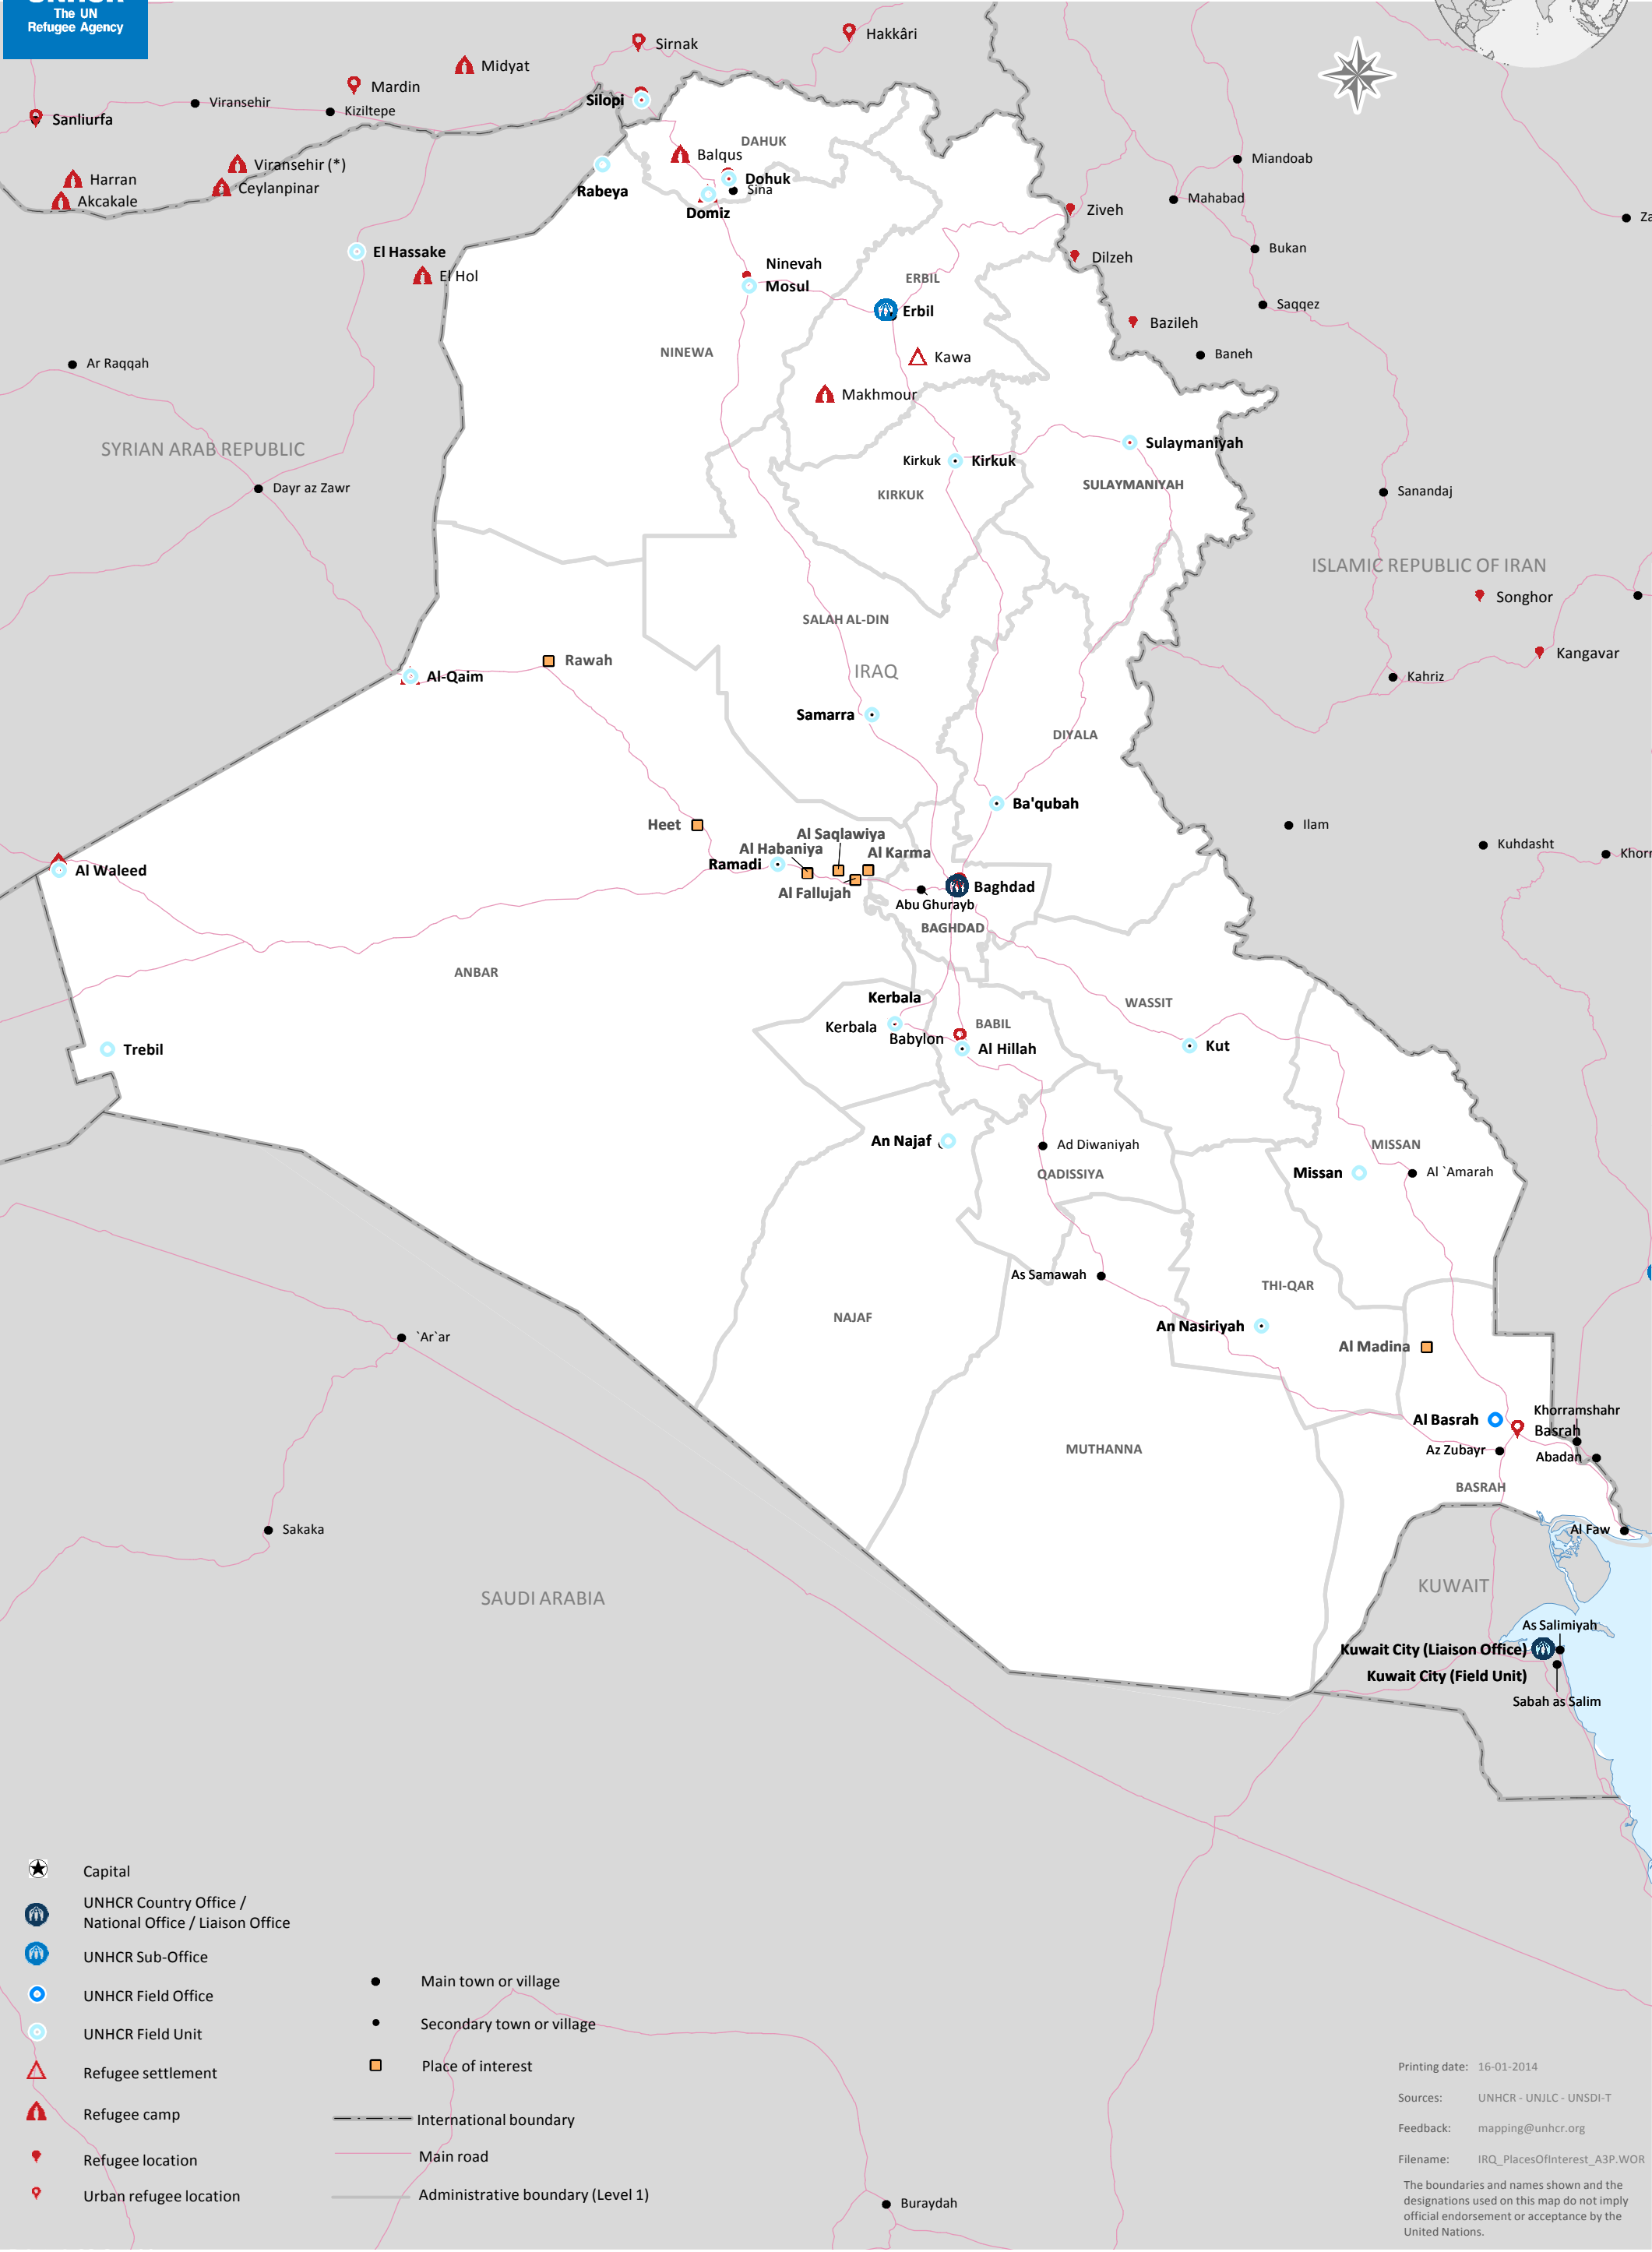 The UN
Refugee Agency
Sirnak
Hakkâri
Midyat
Mardin
Silopi
Viransehir
Kiziltepe
Sanliurfa
DAHUK
Balqus
Miandoab
Viransehir (*)
Harran
Ceylanpinar
Akcakale
Rabeya
Dohuk
Sina
Domiz
Mahabad
Ziveh
Za
El Hassake
El Hol
Ninevah
Mosul
ERBIL
Dilzeh
Bukan
Erbil
Saqqez
Bazileh
NINEWA
Kawa
Baneh
Ar Raqqah
Makhmour
SYRIAN ARAB REPUBLIC
Sulaymaniyah
Kirkuk
Kirkuk
Dayr az Zawr
KIRKUK
SULAYMANIYAH
Sanandaj
ISLAMIC REPUBLIC OF IRAN
Songhor
SALAH AL-DIN
Rawah
IRAQ
Kangavar
Al-Qaim
Kahriz
Samarra
DIYALA
Ba'qubah
Heet
Al Saqlawiya
Ilam
Al Habaniya
Al Karma
Kuhdasht
Khorr
Ramadi
Al Waleed
Al Fallujah
Baghdad
Abu Ghurayb
BAGHDAD
ANBAR
Kerbala
WASSIT
Kerbala
BABIL
Babylon
Al Hillah
Kut
Trebil
An Najaf
Ad Diwaniyah
MISSAN
QADISSIYA
Missan
Al `Amarah
As Samawah
THI-QAR
NAJAF
An Nasiriyah
`Ar`ar
Al Madina
Khorramshahr
Al Basrah
Basrah
MUTHANNA
Az Zubayr
Abadan
BASRAH
Sakaka
Al Faw
SAUDI ARABIA
KUWAIT
As Salimiyah
Kuwait City (Liaison Office)
Kuwait City (Field Unit)
Sabah as Salim
Capital
UNHCR Country Office /
National Office / Liaison Office
UNHCR Sub-Office
UNHCR Field Office
UNHCR Field Unit
Refugee settlement
Refugee camp
Refugee location
Urban refugee location
Main town or village
Secondary town or village
Place of interest
International boundary
Main road
Administrative boundary (Level 1)
Buraydah
Printing date: 16-01-2014
Sources: UNHCR - UNJLC - UNSDI-T
Feedback: mapping@unhcr.org
Filename: IRQ_PlacesOfInterest_A3P.WOR
The boundaries and names shown and the
designations used on this map do not imply
official endorsement or acceptance by the
United Nations.